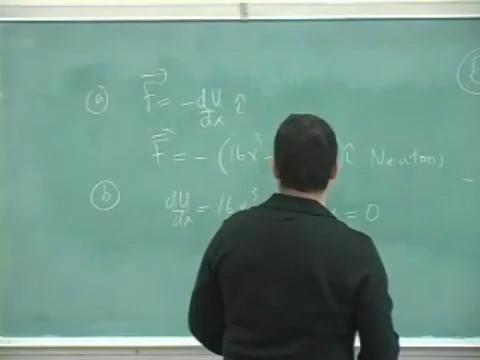 (a) F⃗ = - dU/dx î
F⃗ = - (16x³ - î Newtons
(b) dU/dx = 16x³ = 0